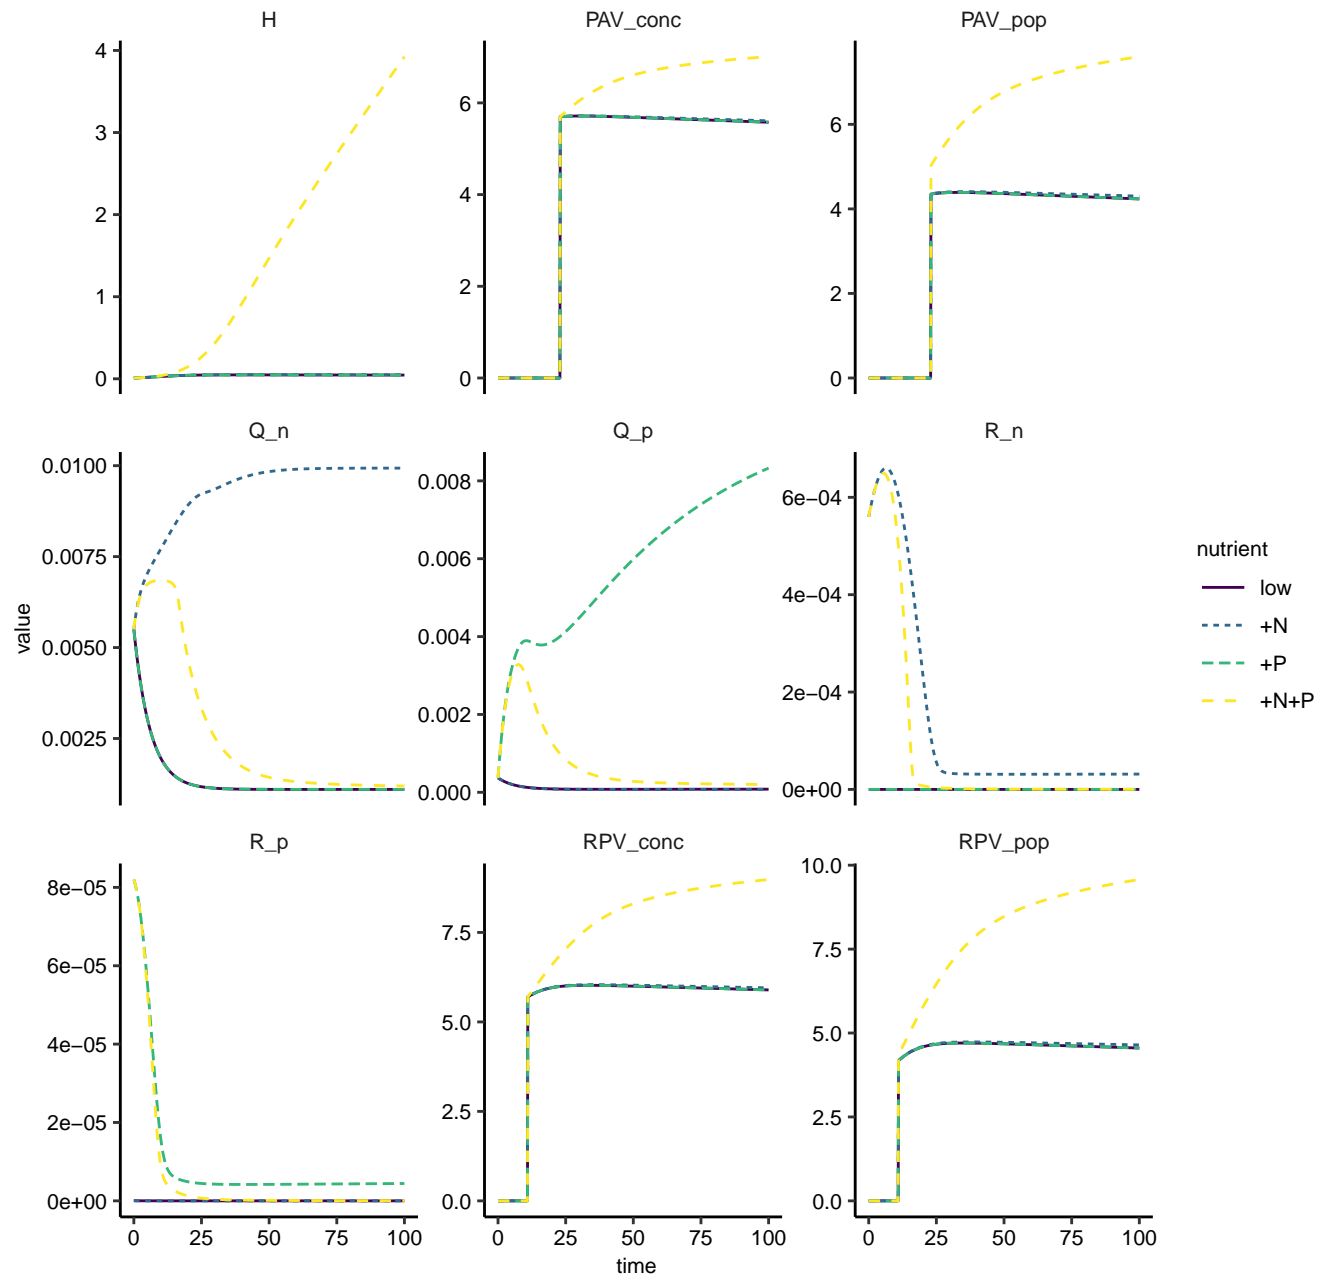 H
PAV_conc
PAV_pop
4
3
2
1
0
6
4
2
0
6
4
2
0
Q_n
Q_p
R_n
0.0100
0.0075
0.0050
0.0025
0.008
0.006
0.004
0.002
0.000
6e−04
4e−04
2e−04
0e+00
R_p
RPV_conc
RPV_pop
8e−05
6e−05
4e−05
2e−05
0e+00
7.5
5.0
2.5
0.0
10.0
7.5
5.0
2.5
0.0
0 25 50 75 100
0 25 50 75 100
0 25 50 75 100
time
value
nutrient
low
+N
+P
+N+P